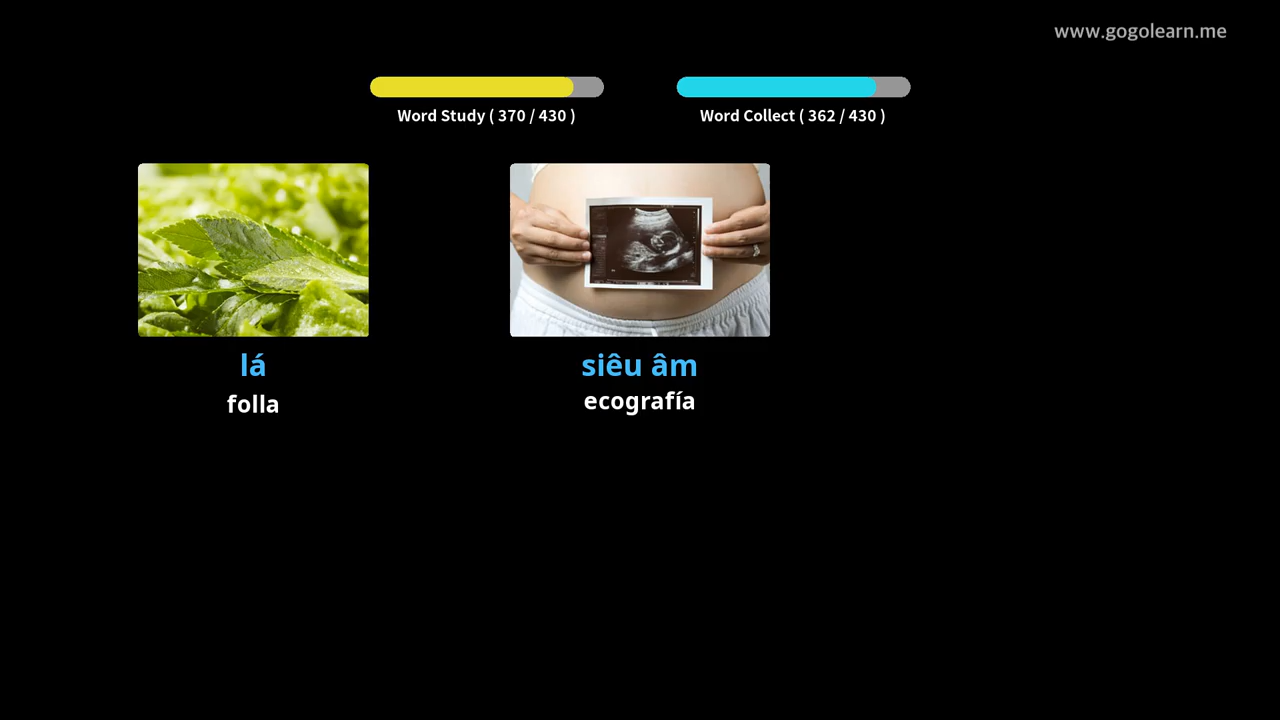 www.gogolearn.me
Word Study ( 370 / 430 )
Word Collect ( 362 / 430 )
lá
folla
siêu âm
ecografía